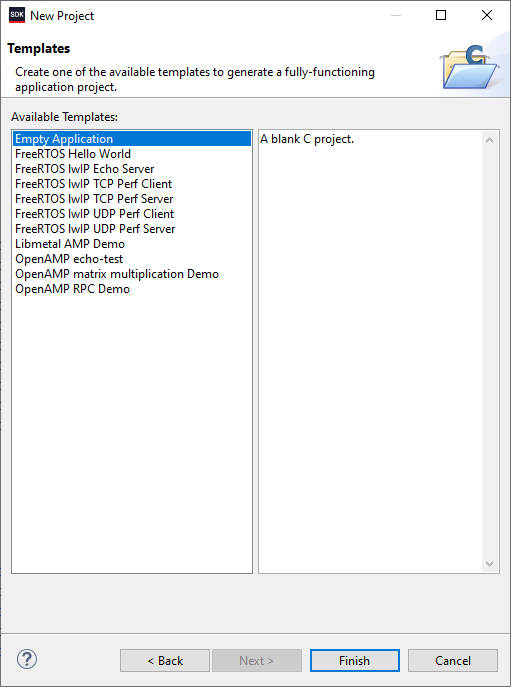 SDK New Project
Templates
Create one of the available templates to generate a fully-functioning
application project.
C
Available Templates:
Empty Application
FreeRTOS Hello World
FreeRTOS lwIP Echo Server
FreeRTOS lwIP TCP Perf Client
FreeRTOS lwIP TCP Perf Server
FreeRTOS lwIP UDP Perf Client
FreeRTOS lwIP UDP Perf Server
Libmetal AMP Demo
OpenAMP echo-test
OpenAMP matrix multiplication Demo
OpenAMP RPC Demo
A blank C project.
?
< Back
Next >
Finish
Cancel